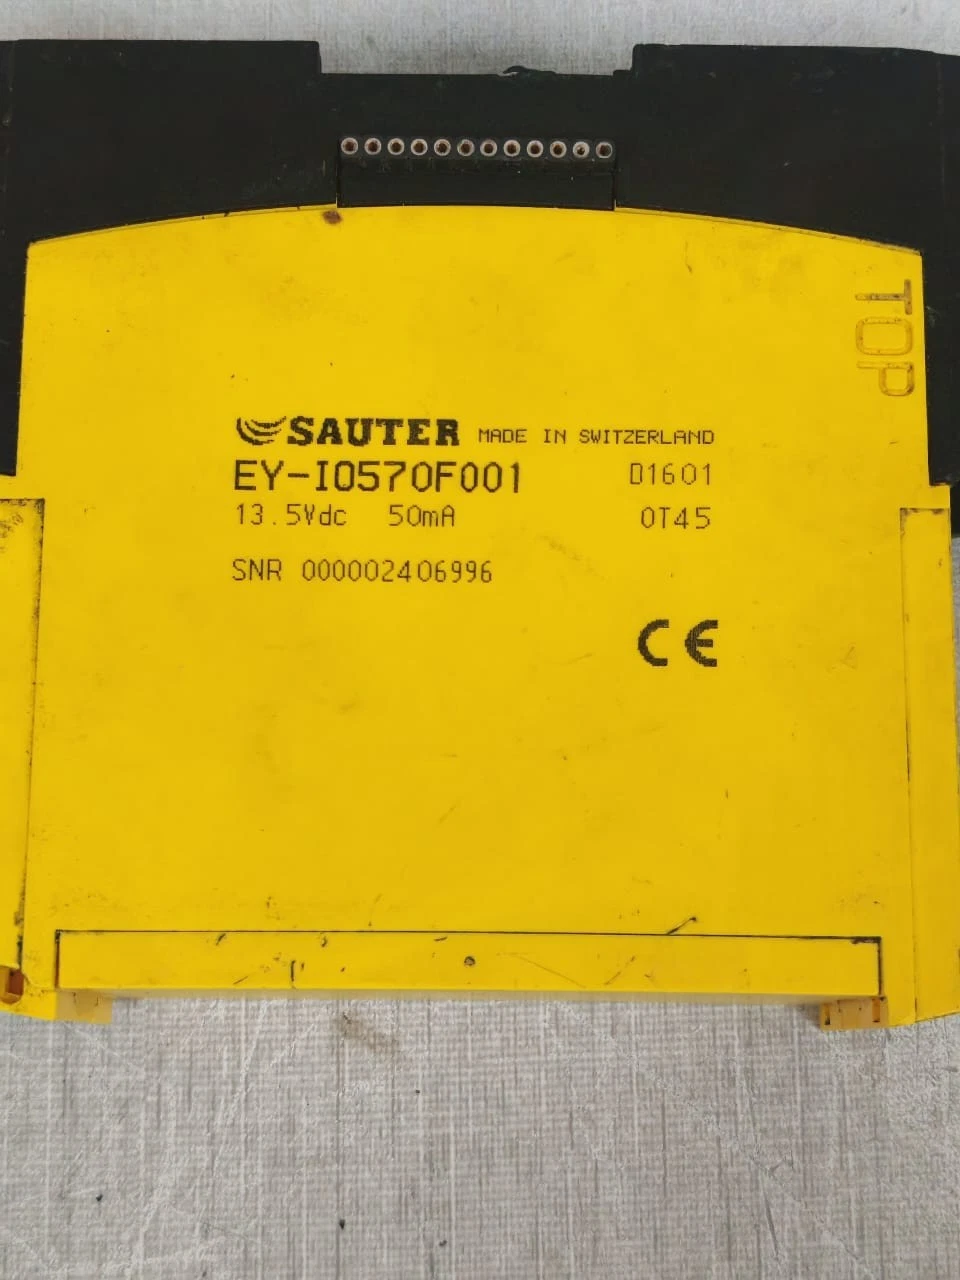 TOP
SAUTER MADE IN SWITZERLAND
EY-IO570F001 D1601
13.5Vdc 50mA 0T45
SNR 000002406996
CE